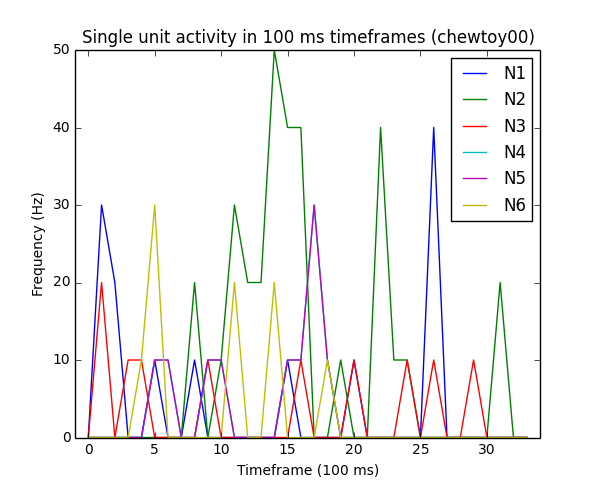 Single unit activity in 100 ms timeframes (chewtoy00)
50
40
30
20
10
0
Frequency (Hz)
N1
N2
N3
N4
N5
N6
0 5 10 15 20 25 30
Timeframe (100 ms)